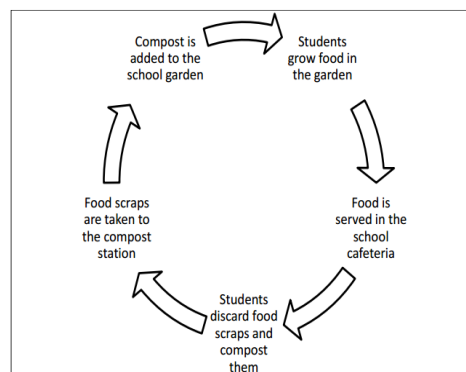 Compost is
added to the
school garden
Students
grow food in
the garden
Food is
served in the
school
cafeteria
Students
discard food
scraps and
compost
them
Food scraps
are taken to
the compost
station